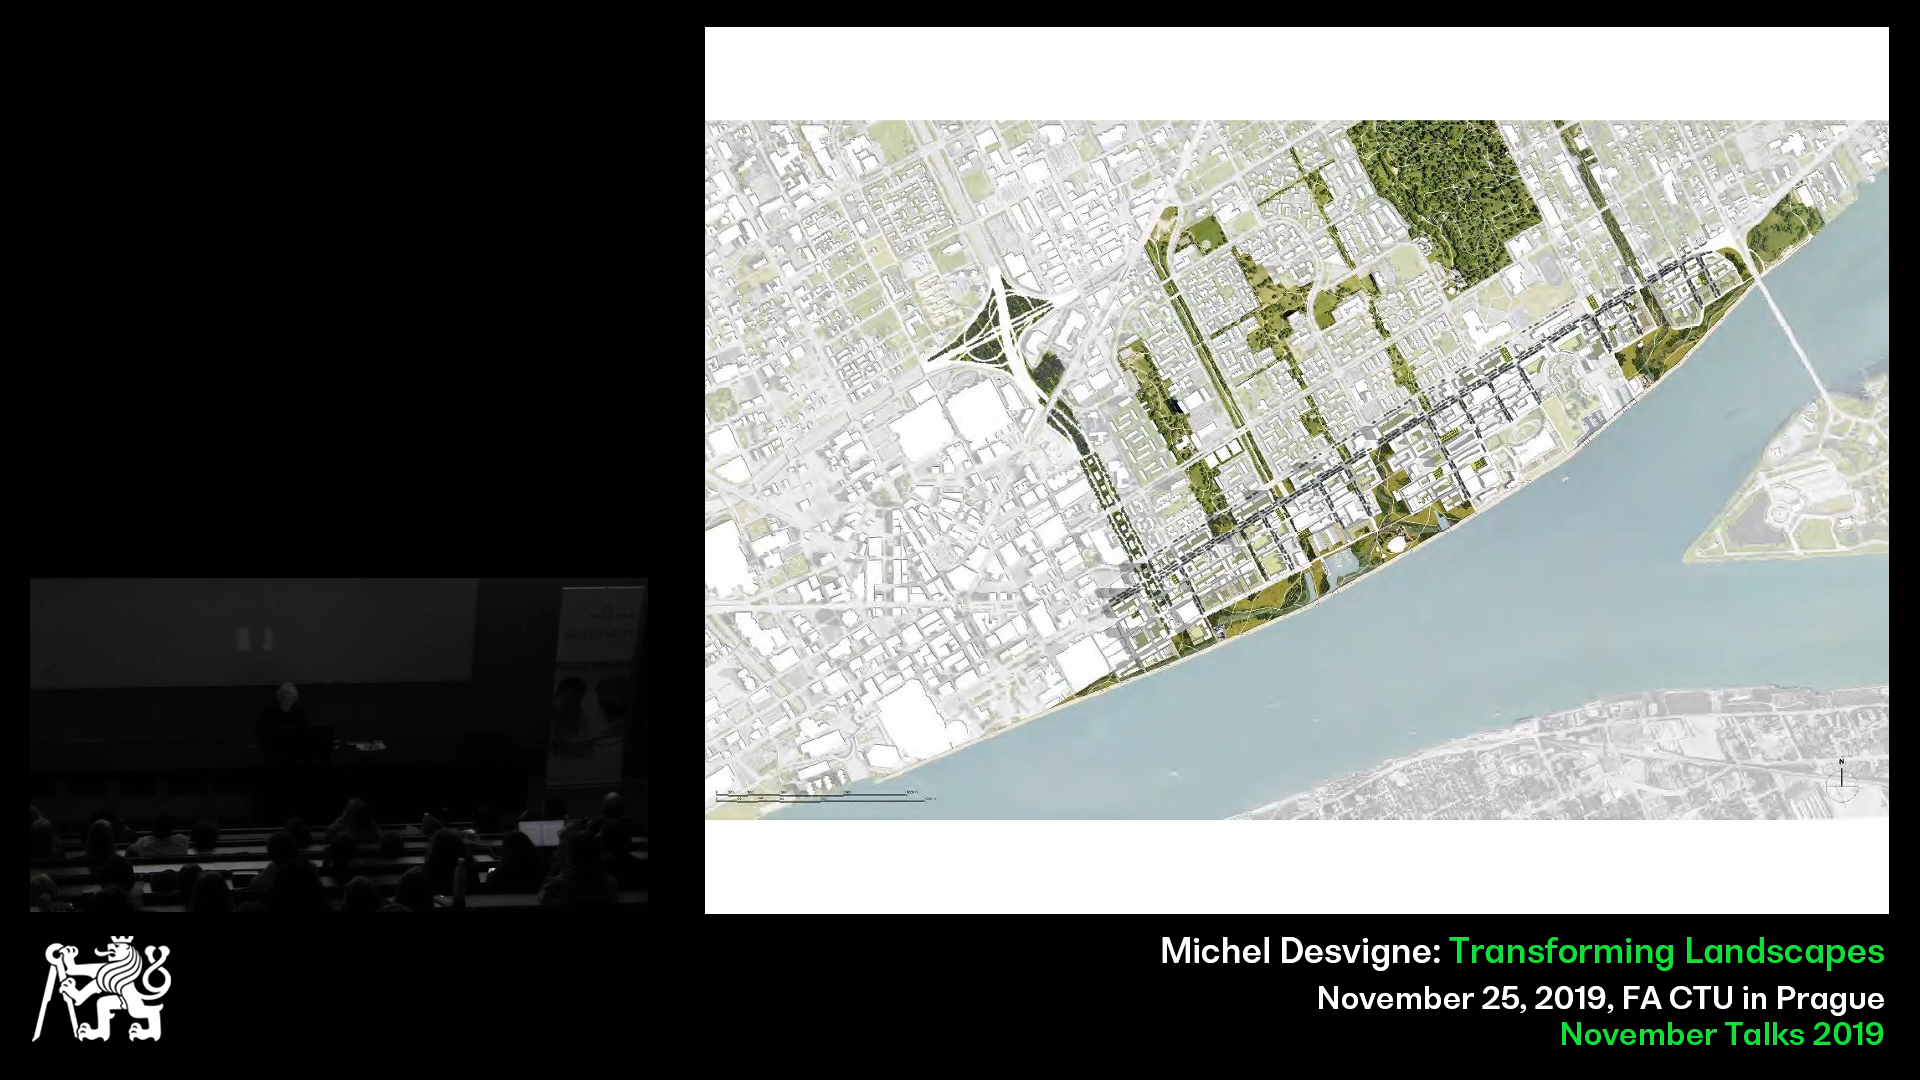 N
Michel Desvigne: Transforming Landscapes
November 25, 2019, FA CTU in Prague
November Talks 2019